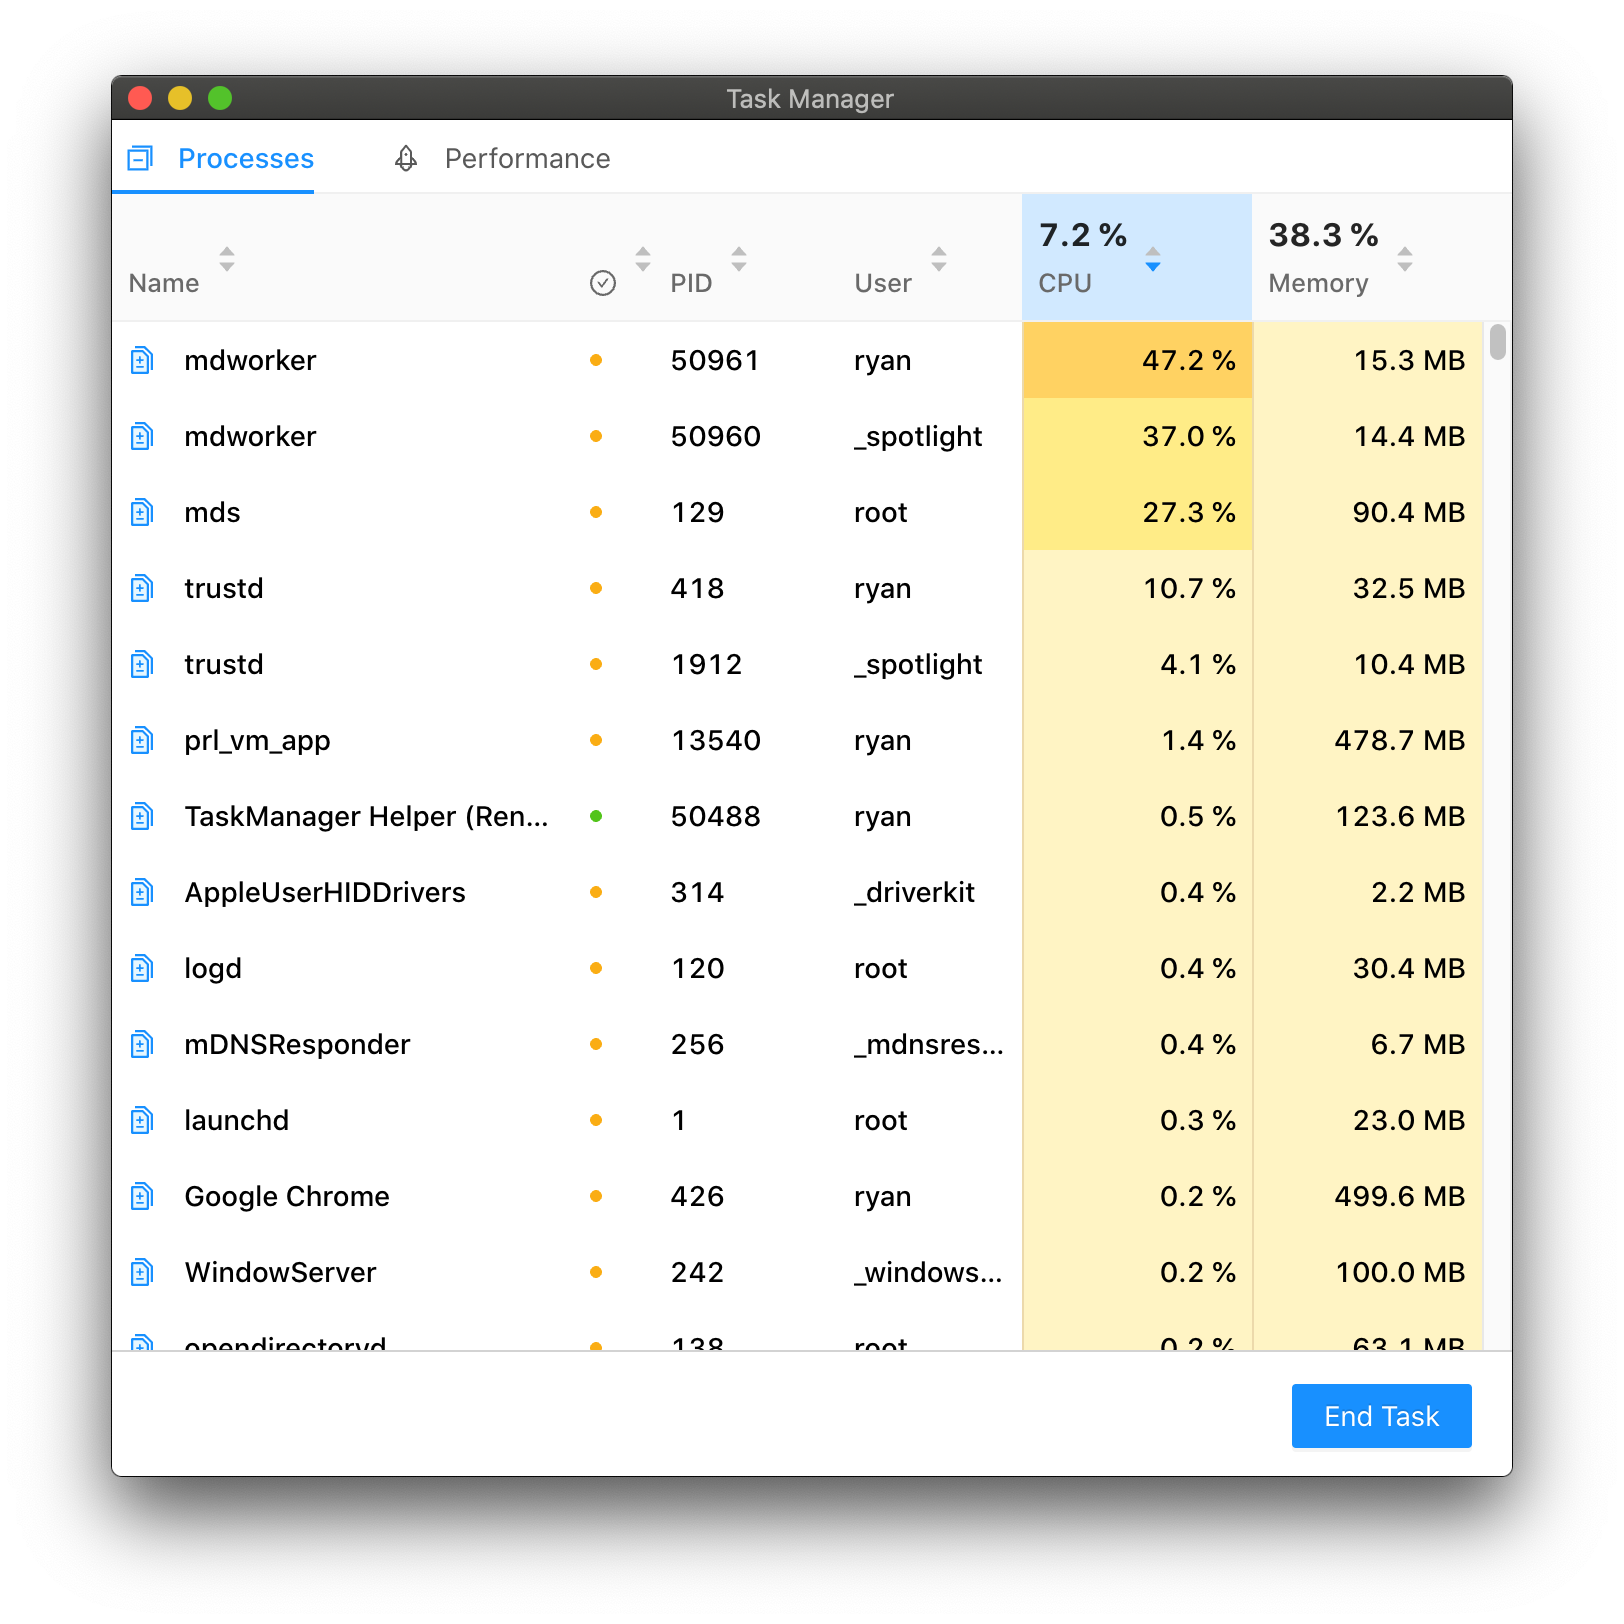 Task Manager
Processes Performance
7.2 % 38.3 %
Name PID User CPU Memory
mdworker 50961 ryan 47.2 % 15.3 MB
mdworker 50960 _spotlight 37.0 % 14.4 MB
mds 129 root 27.3 % 90.4 MB
trustd 418 ryan 10.7 % 32.5 MB
trustd 1912 _spotlight 4.1 % 10.4 MB
prl_vm_app 13540 ryan 1.4 % 478.7 MB
TaskManager Helper (Ren... 50488 ryan 0.5 % 123.6 MB
AppleUserHIDDrivers 314 _driverkit 0.4 % 2.2 MB
logd 120 root 0.4 % 30.4 MB
mDNSResponder 256 _mdnsres... 0.4 % 6.7 MB
launchd 1 root 0.3 % 23.0 MB
Google Chrome 426 ryan 0.2 % 499.6 MB
WindowServer 242 _windows... 0.2 % 100.0 MB
opendirectoryd 138 root 0.2 % 63.1 MB
End Task